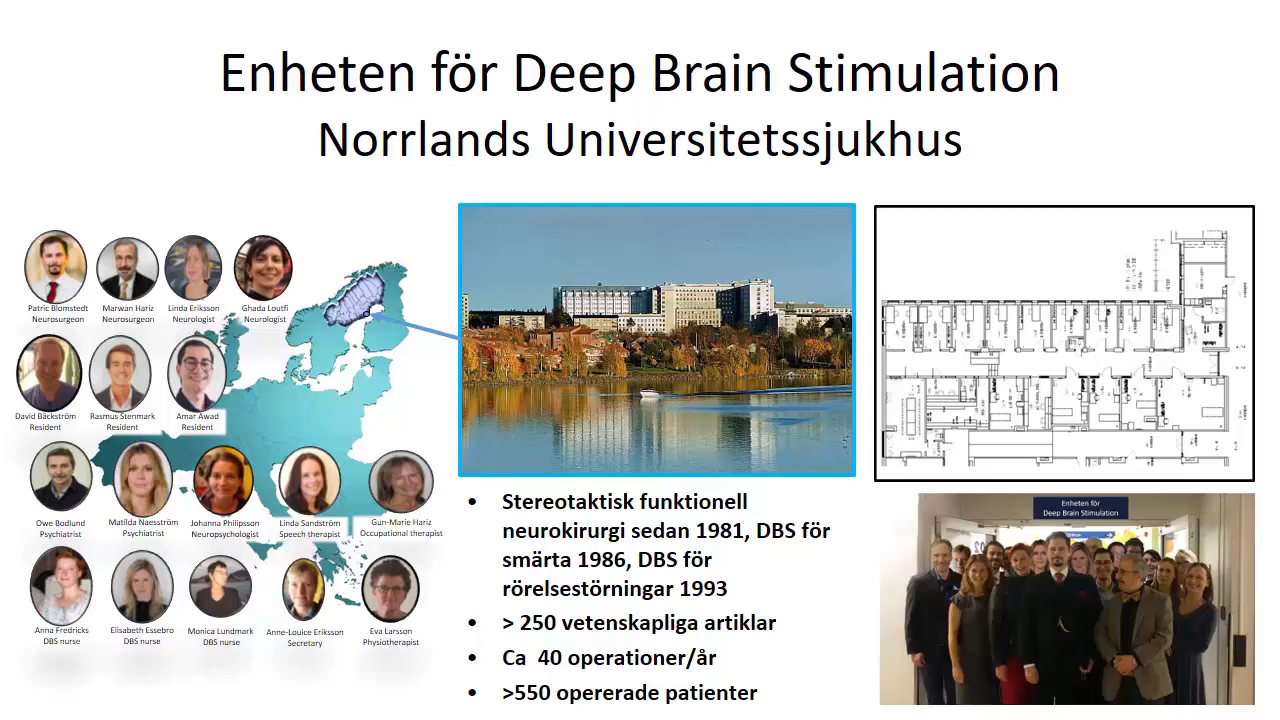 Enheten för Deep Brain Stimulation
Norrlands Universitetssjukhus
Patric Blomstedt
Neurosurgeon
Marwan Hariz
Neurosurgeon
Linda Eriksson
Neurologist
Ghada Loutfi
Neurologist
David Bäckström
Resident
Rasmus Stenmark
Resident
Amar Awad
Resident
Owe Bodlund
Psychiatrist
Matilda Naesström
Psychiatrist
Johanna Philipsson
Neuropsychologist
Linda Sandström
Speech therapist
Gun-Marie Hariz
Occupational therapist
Anna Fredricks
DBS nurse
Elisabeth Essebro
DBS nurse
Monica Lundmark
DBS nurse
Anne-Louice Eriksson
Secretary
Eva Larsson
Physiotherapist
• Stereotaktisk funktionell
neurokirurgi sedan 1981, DBS för
smärta 1986, DBS för
rörelsestörningar 1993
• > 250 vetenskapliga artiklar
• Ca 40 operationer/år
• >550 opererade patienter
Enheten för
Deep Brain Stimulation